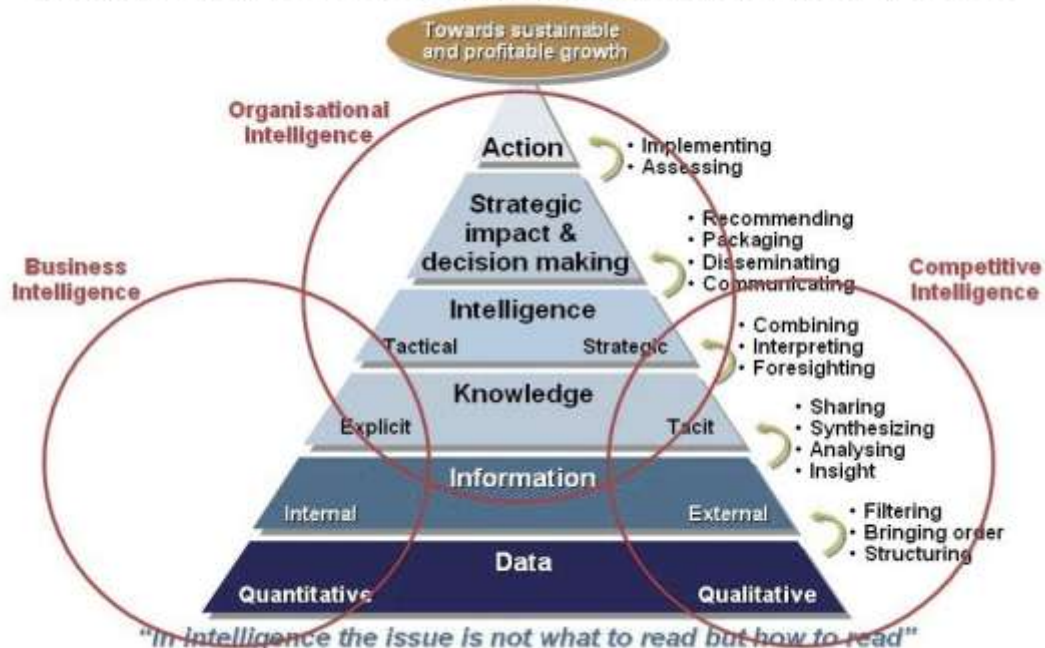 Towards sustainable
and profitable growth
Organisational
Intelligence
Action
• Implementing
• Assessing
Strategic
impact &
decision making
• Recommending
• Packaging
• Disseminating
• Communicating
Business
Intelligence
Competitive
Intelligence
Intelligence
Tactical Strategic
• Combining
• Interpreting
• Foresighting
Knowledge
Explicit Tacit
• Sharing
• Synthesizing
• Analysing
• Insight
Information
Internal External
• Filtering
• Bringing order
• Structuring
Data
Quantitative Qualitative
“In intelligence the issue is not what to read but how to read”